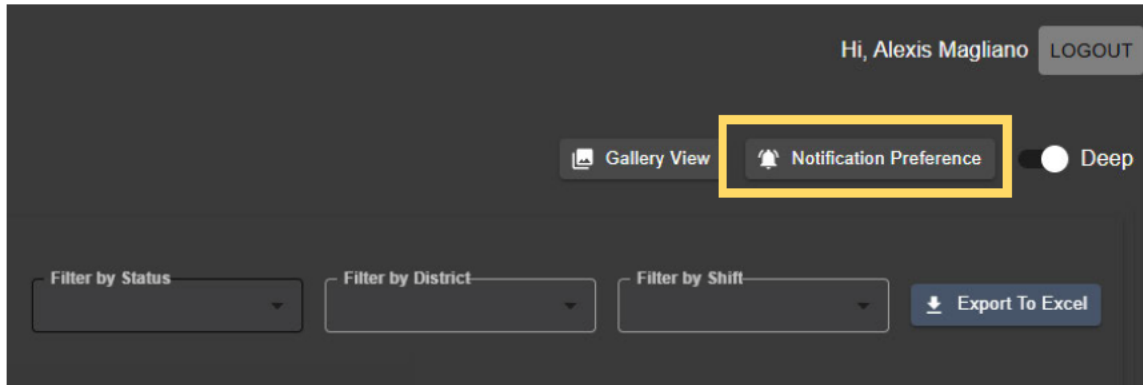 Hi, Alexis Magliano LOGOUT
Gallery View Notification Preference Deep
Filter by Status Filter by District Filter by Shift
Export To Excel